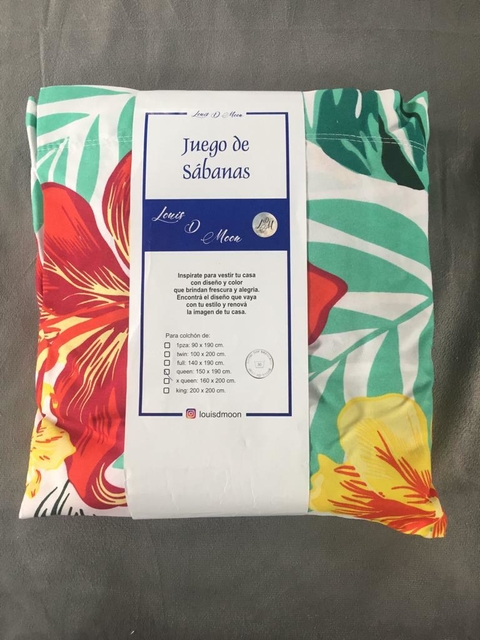 Louis D Moon
Juego de
Sábanas
Louis
D
Moon
LM
Inspirate para vestir tu casa
con diseño y color
que brindan frescura y alegria.
Encontrá el diseño que vaya
con tu estilo y renová
la imagen de tu casa.
Para colchón de:
1pza: 90 x 190 cm.
twin: 100 x 200 cm.
full: 140 x 190 cm.
queen: 150 x 190 cm.
x queen: 160 x 200 cm.
king: 200 x 200 cm.
louisdmoon